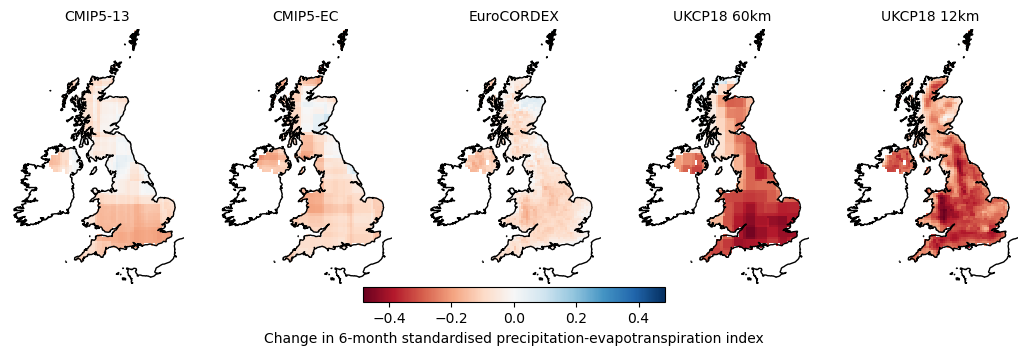 CMIP5-13 CMIP5-EC EuroCORDEX UKCP18 60km UKCP18 12km
−0.4 −0.2 0.0 0.2 0.4
Change in 6-month standardised precipitation-evapotranspiration index